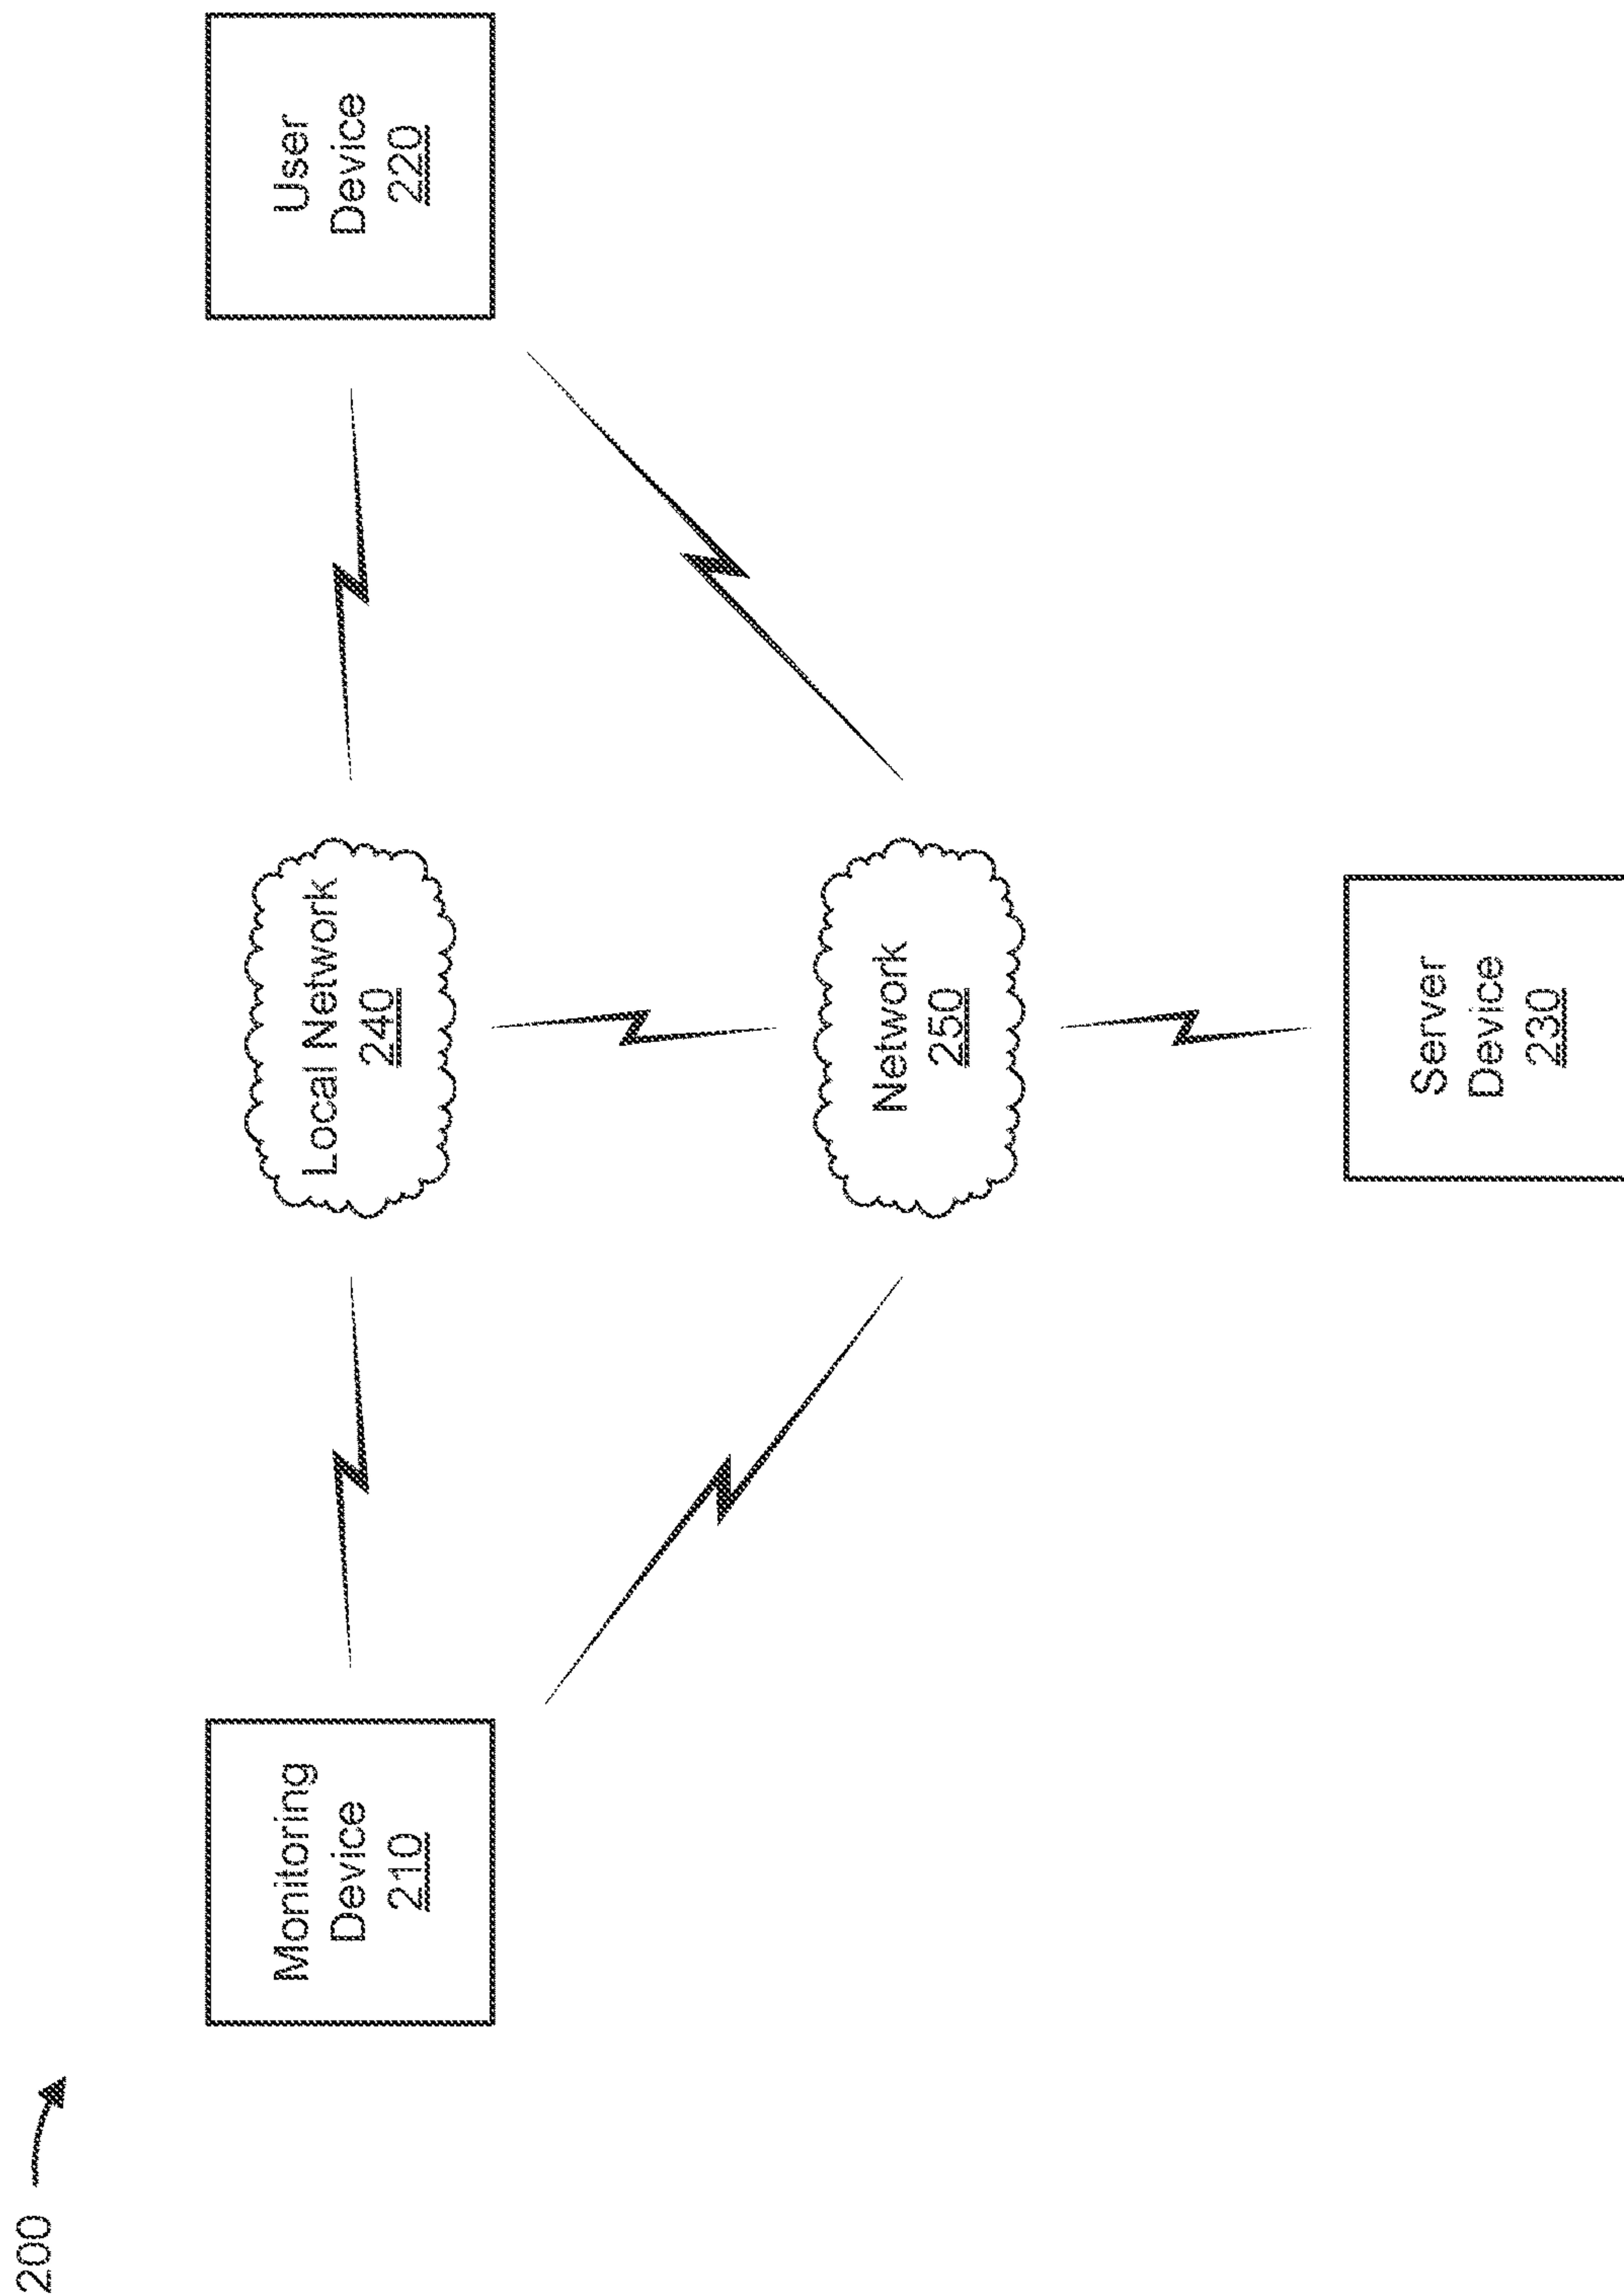 200
Monitoring
Device
210
Local Network
240
User
Device
220
Network
250
Server
Device
230